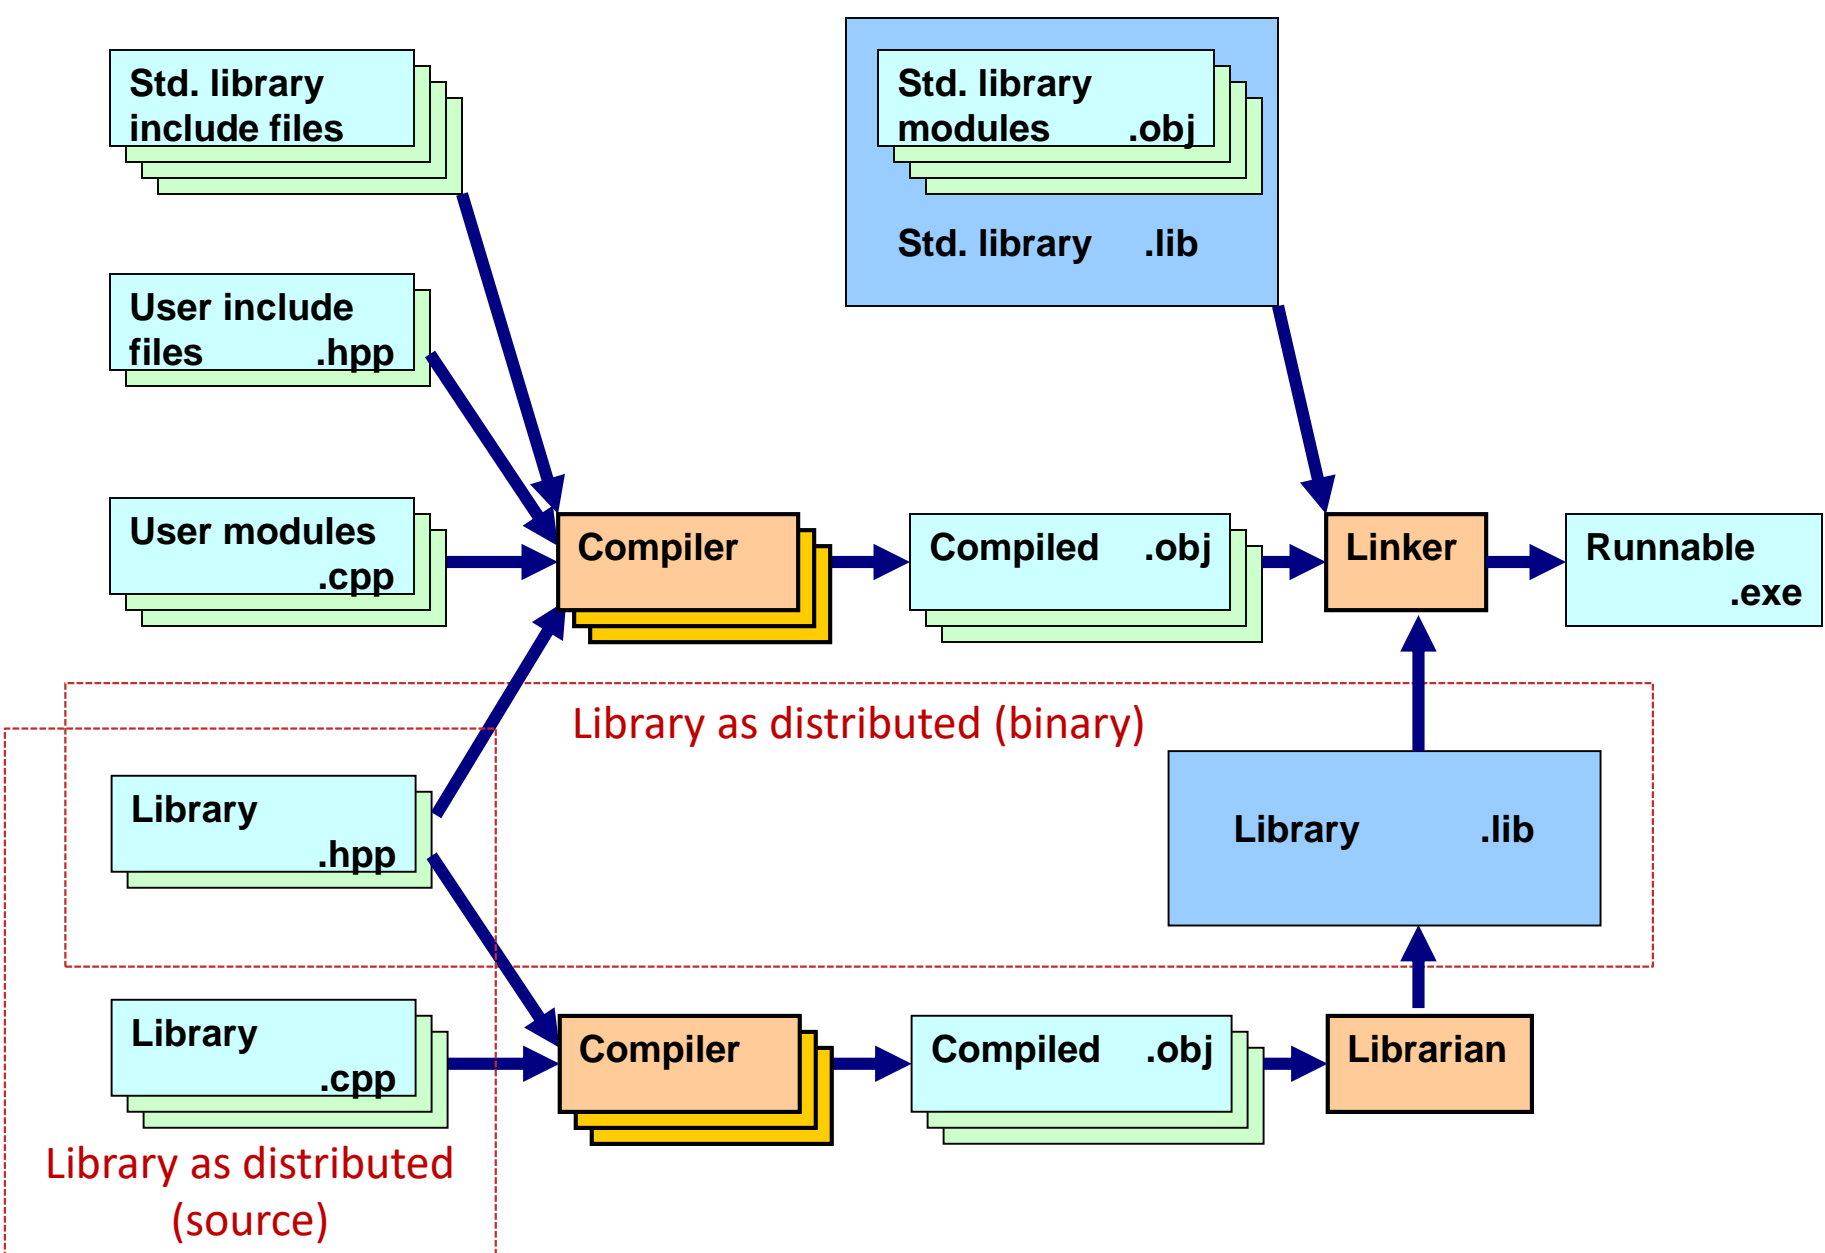 Std. library
include files
Std. library
modules .obj
Std. library .lib
User include
files .hpp
User modules
.cpp
Compiler
Compiled .obj
Linker
Runnable
.exe
Library as distributed (binary)
Library
.hpp
Library .lib
Library
.cpp
Compiler
Compiled .obj
Librarian
Library as distributed
(source)